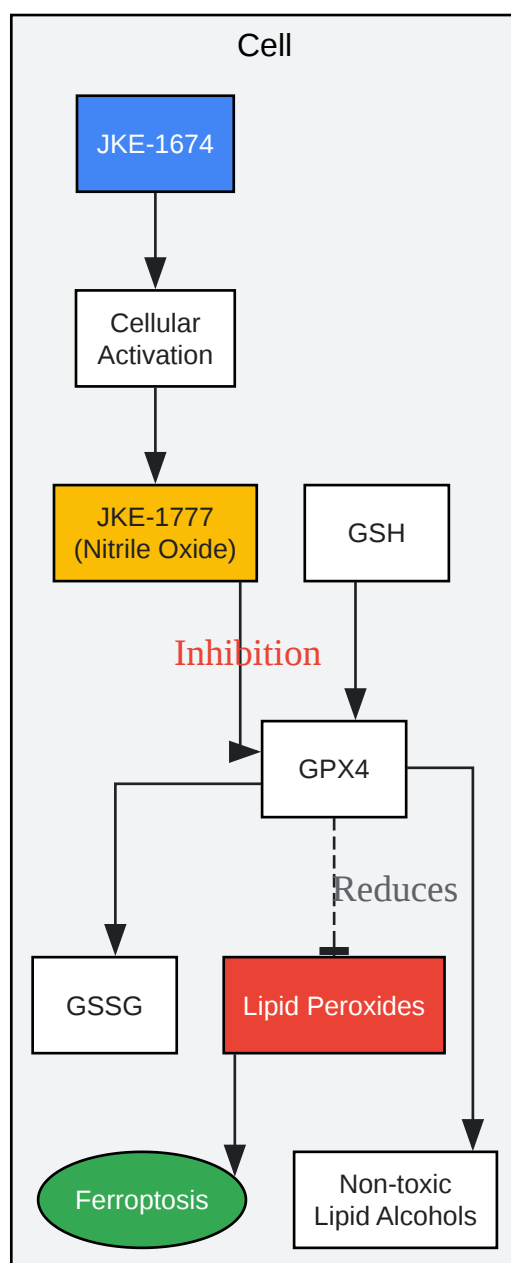 Cell
JKE-1674
Cellular
Activation
JKE-1777
(Nitrile Oxide)
GSH
Inhibition
GPX4
Reduces
GSSG
Lipid Peroxides
Ferroptosis
Non-toxic
Lipid Alcohols